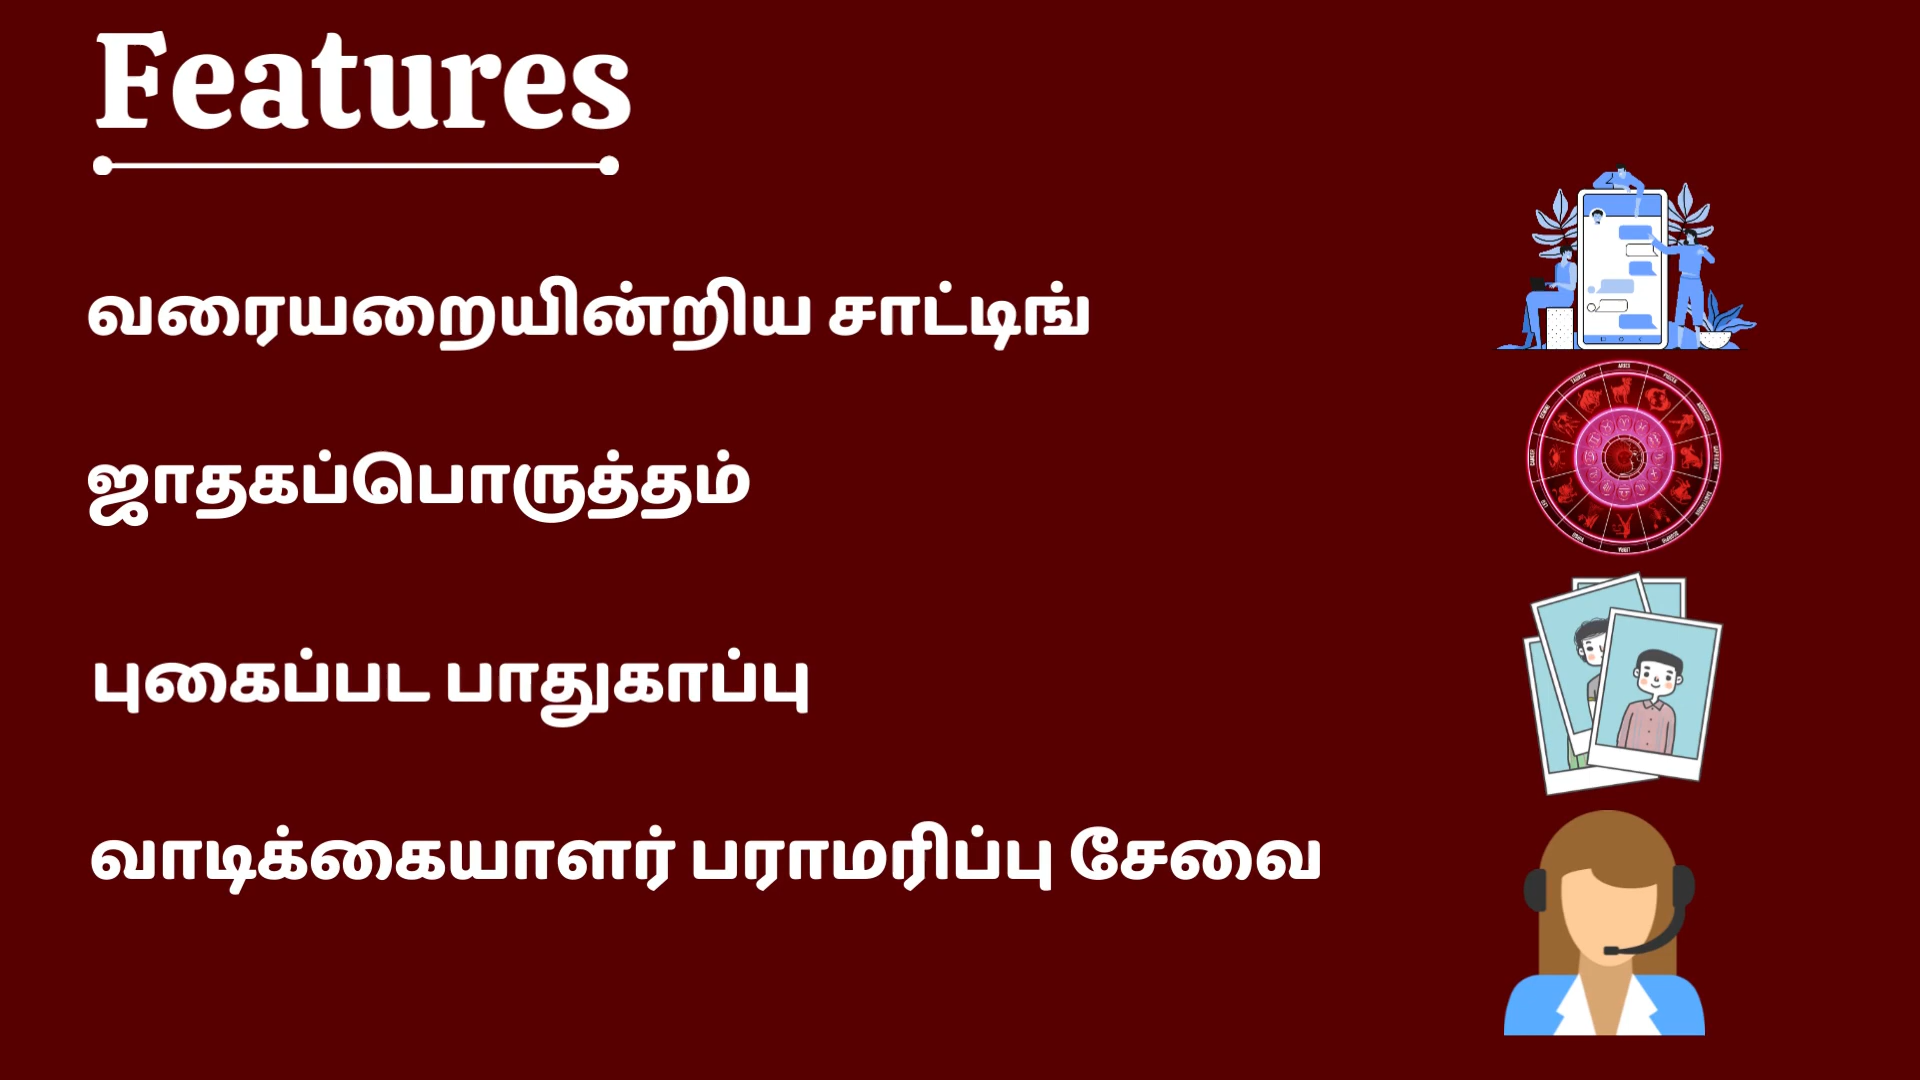 Features
வரையறையின்றிய சாட்டிங்
ஜாதகப்பொருத்தம்
புகைப்பட பாதுகாப்பு
வாடிக்கையாளர் பராமரிப்பு சேவை